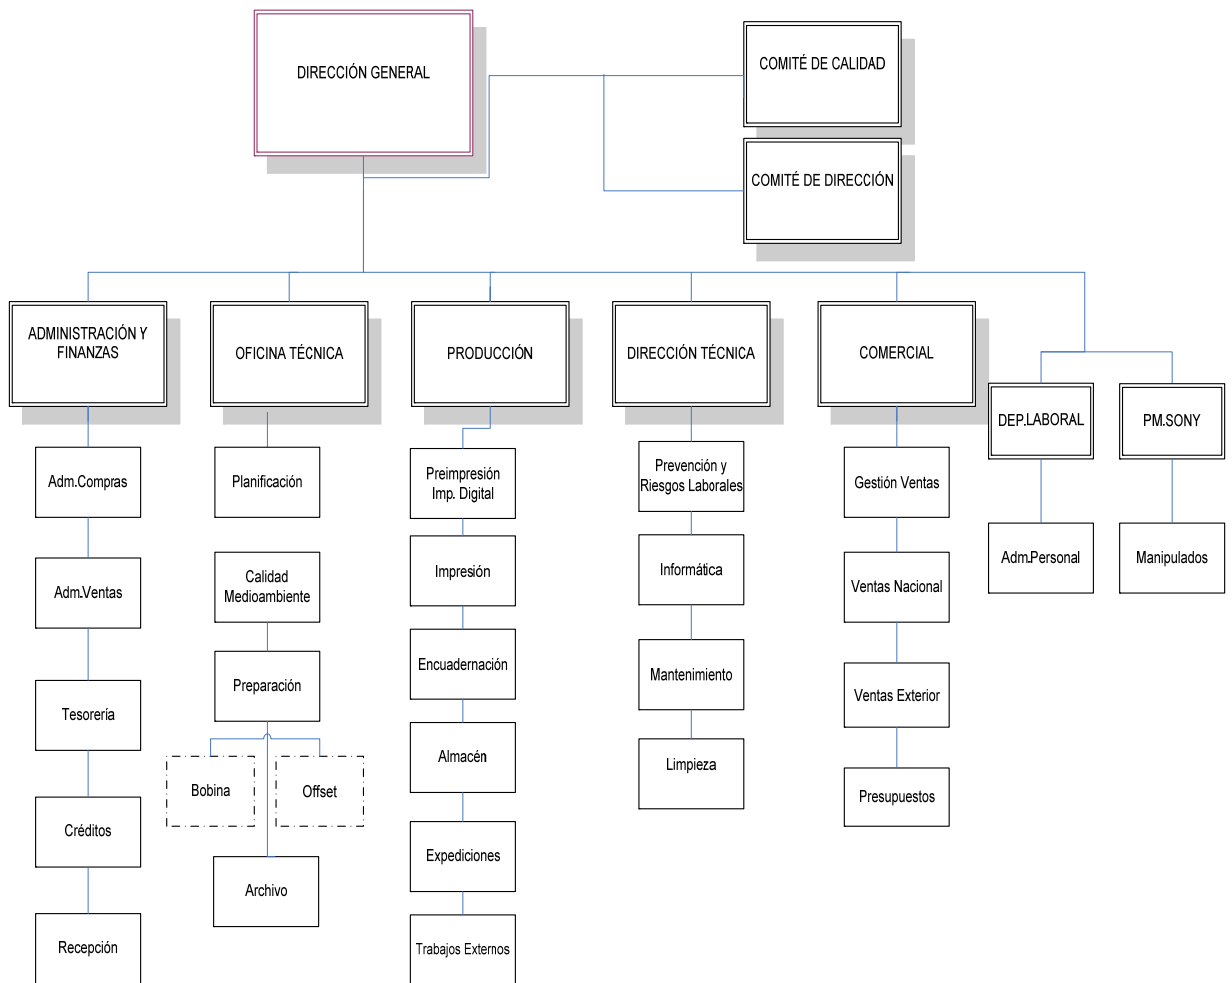 DIRECCIÓN GENERAL
COMITÉ DE CALIDAD
COMITÉ DE DIRECCIÓN
ADMINISTRACIÓN Y
FINANZAS
OFICINA TÉCNICA
PRODUCCIÓN
DIRECCIÓN TÉCNICA
COMERCIAL
DEP.LABORAL
PM.SONY
Adm.Compras
Adm.Ventas
Tesorería
Créditos
Recepción
Planificación
Calidad
Medioambiente
Preparación
Bobina
Offset
Archivo
Preimpresión
Imp. Digital
Impresión
Encuadernación
Almacén
Expediciones
Trabajos Externos
Prevención y
Riesgos Laborales
Informática
Mantenimiento
Limpieza
Gestión Ventas
Ventas Nacional
Ventas Exterior
Presupuestos
Adm.Personal
Manipulados